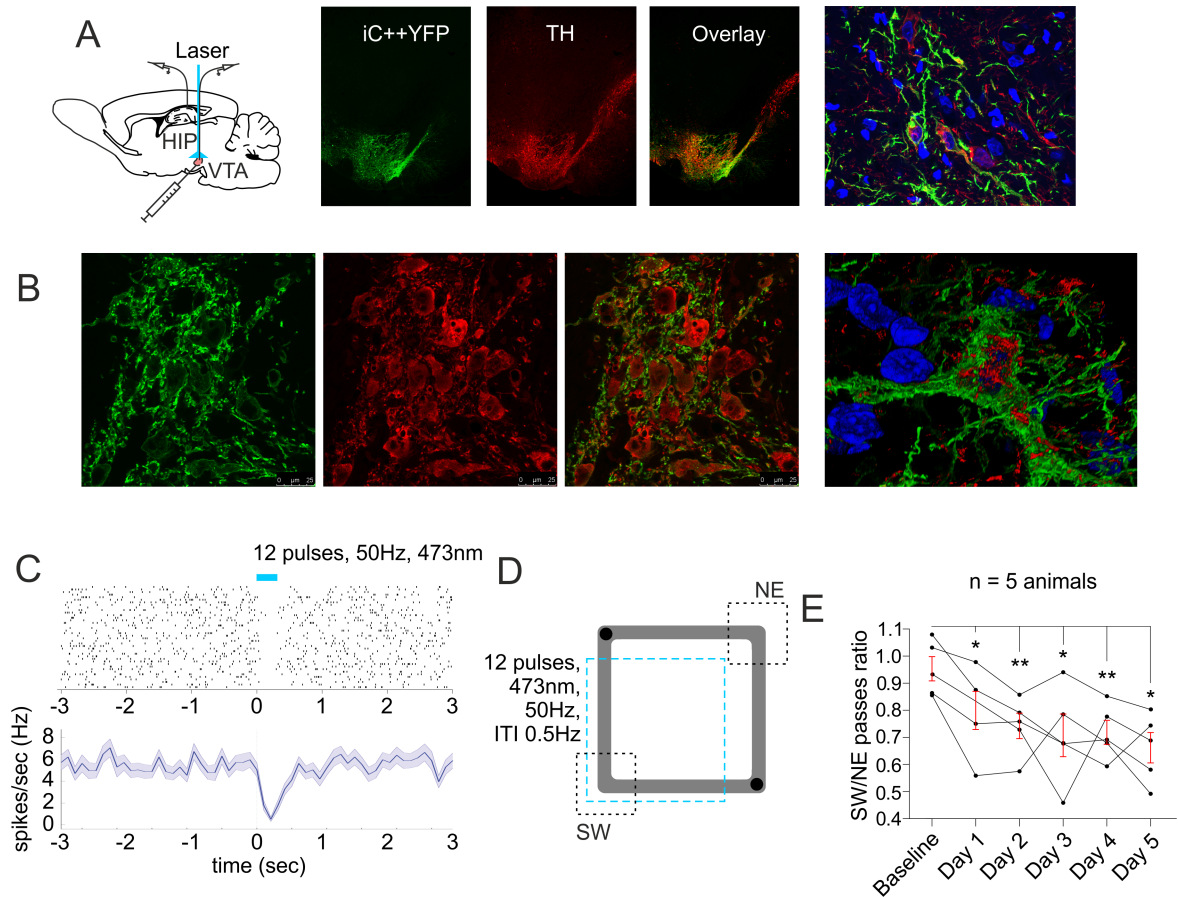 A
Laser
HIP
VTA
iC++YFP
TH
Overlay
B
0 µm 25
0 µm 25
0 µm 25
C
12 pulses, 50Hz, 473nm
-3 -2 -1 0 1 2 3
spikes/sec (Hz)
8
6
4
2
0
-3 -2 -1 0 1 2 3
time (sec)
D
NE
12 pulses,
473nm,
50Hz,
ITI 0.5Hz
SW
E
n = 5 animals
SW/NE passes ratio
1.1
1.0
0.9
0.8
0.7
0.6
0.5
0.4
* ** * ** *
Baseline
Day 1
Day 2
Day 3
Day 4
Day 5